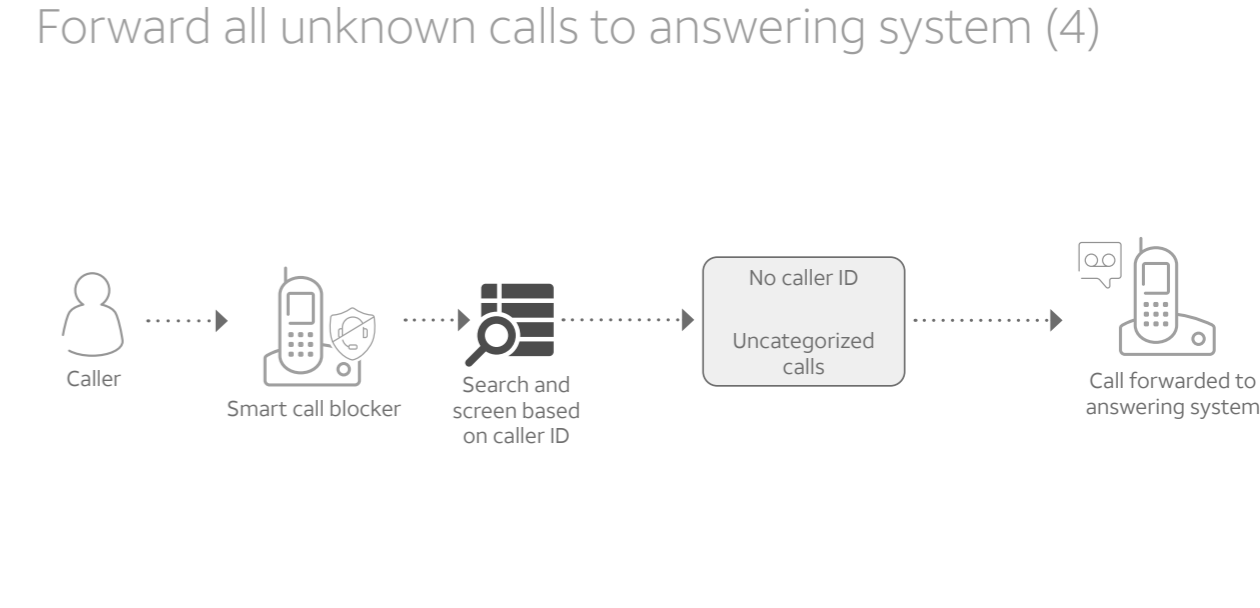 Forward all unknown calls to answering system (4)
Caller
Smart call blocker
Search and
screen based
on caller ID
No caller ID
Uncategorized
calls
Call forwarded to
answering system